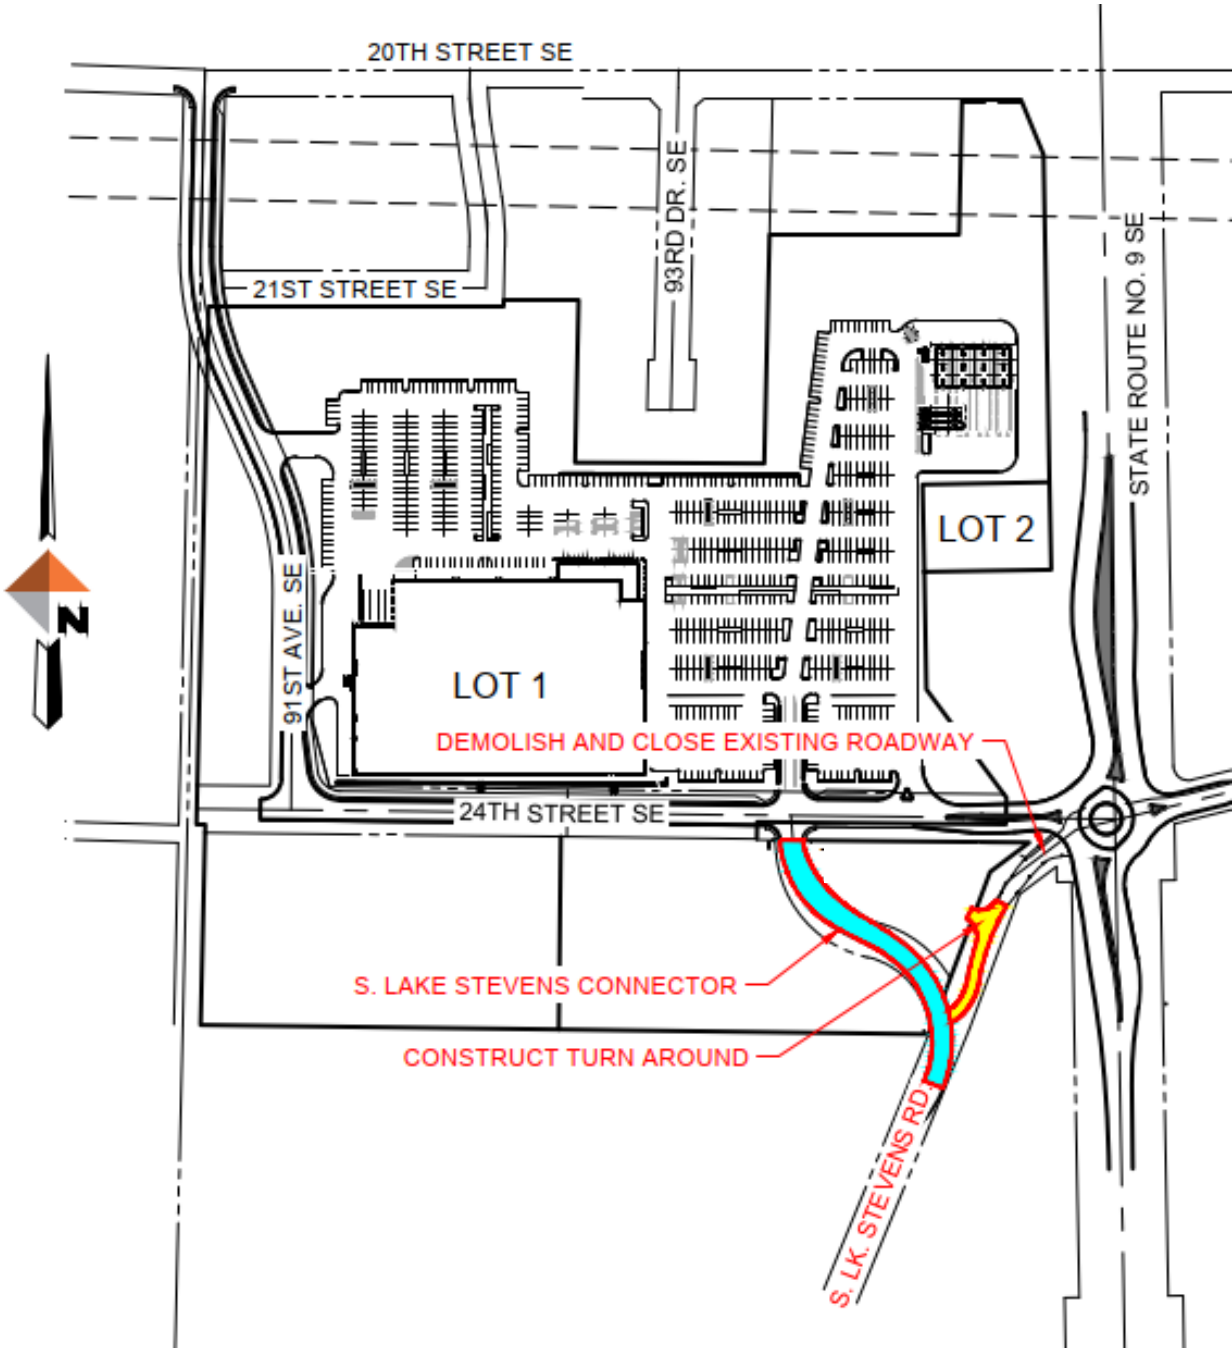 20TH STREET SE
93RD DR. SE
STATE ROUTE NO. 9 SE
21ST STREET SE
LOT 2
N
91ST AVE. SE
LOT 1
DEMOLISH AND CLOSE EXISTING ROADWAY
24TH STREET SE
S. LAKE STEVENS CONNECTOR
CONSTRUCT TURN AROUND
S. LK. STEVENS RD.